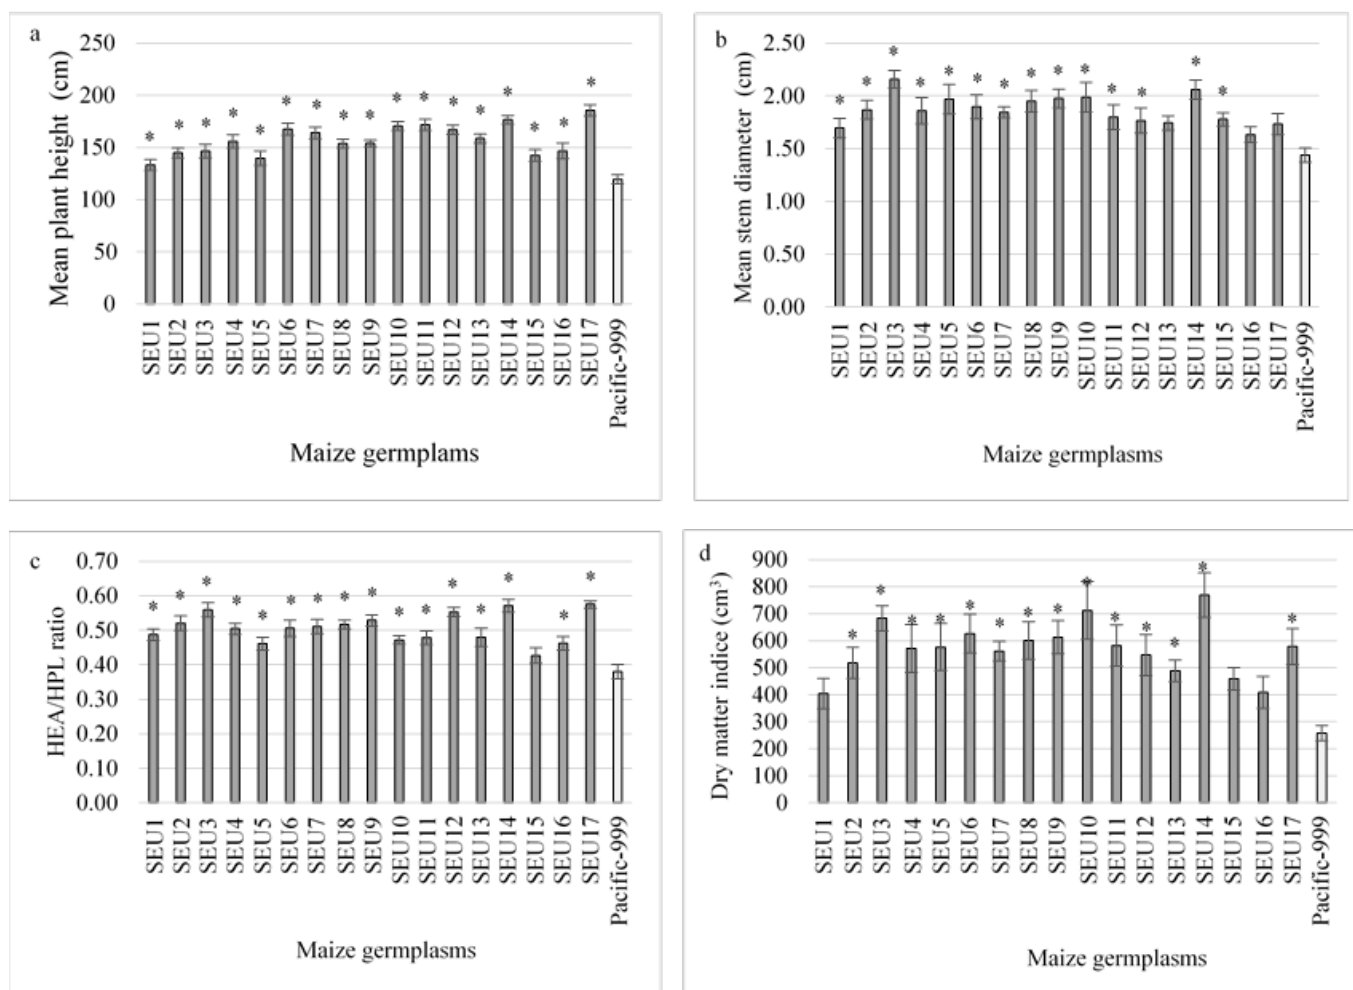 a
250
200
150
100
50
0
Mean plant height (cm)
* * * * * * * * * * * * * * * * *
SEU1
SEU2
SEU3
SEU4
SEU5
SEU6
SEU7
SEU8
SEU9
SEU10
SEU11
SEU12
SEU13
SEU14
SEU15
SEU16
SEU17
Pacific-999
Maize germplams
b
2.50
2.00
1.50
1.00
0.50
0.00
Mean stem diameter (cm)
* * * * * * * * * * * * * *
SEU1
SEU2
SEU3
SEU4
SEU5
SEU6
SEU7
SEU8
SEU9
SEU10
SEU11
SEU12
SEU13
SEU14
SEU15
SEU16
SEU17
Pacific-999
Maize germplasms
c
0.70
0.60
0.50
0.40
0.30
0.20
0.10
0.00
HEA/HPL ratio
* * * * * * * * * * * * * * * *
SEU1
SEU2
SEU3
SEU4
SEU5
SEU6
SEU7
SEU8
SEU9
SEU10
SEU11
SEU12
SEU13
SEU14
SEU15
SEU16
SEU17
Pacific-999
Maize germplasms
d
900
800
700
600
500
400
300
200
100
0
Dry matter indice (cm³)
* * * * * * * * * * * * * *
SEU1
SEU2
SEU3
SEU4
SEU5
SEU6
SEU7
SEU8
SEU9
SEU10
SEU11
SEU12
SEU13
SEU14
SEU15
SEU16
SEU17
Pacific-999
Maize germplasms